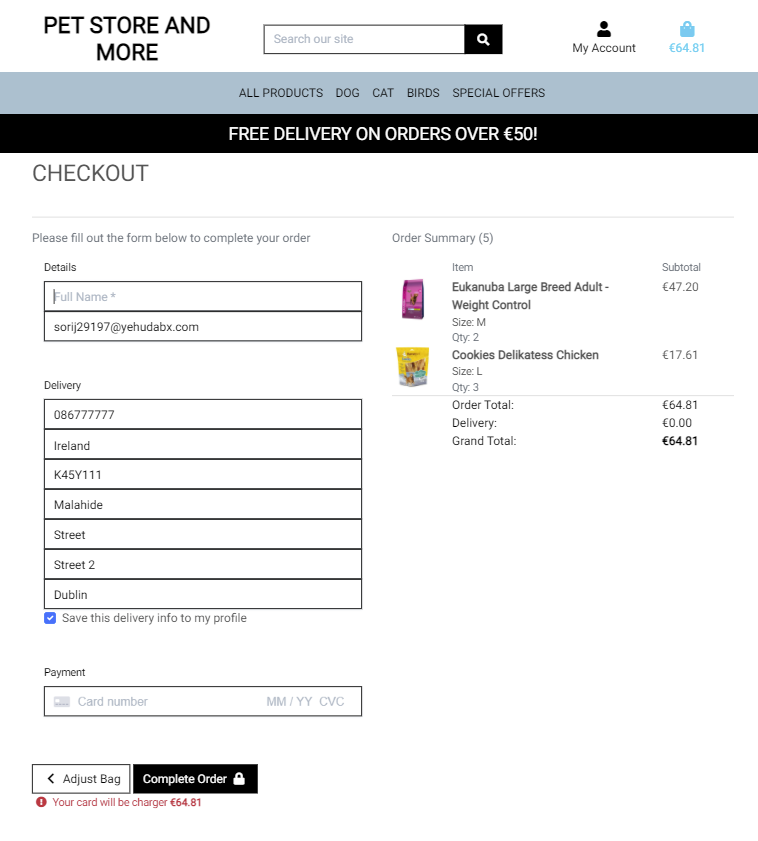 PET STORE AND
MORE
Search our site
My Account
€64.81
ALL PRODUCTS DOG CAT BIRDS SPECIAL OFFERS
FREE DELIVERY ON ORDERS OVER €50!
CHECKOUT
Please fill out the form below to complete your order
Details
Full Name *
sorij29197@yehudabx.com
Delivery
086777777
Ireland
K45Y111
Malahide
Street
Street 2
Dublin
Save this delivery info to my profile
Payment
Card number MM / YY CVC
Adjust Bag Complete Order
Your card will be charger €64.81
Order Summary (5)
Item Subtotal
Eukanuba Large Breed Adult - €47.20
Weight Control
Size: M
Qty: 2
Cookies Delikatess Chicken €17.61
Size: L
Qty: 3
Order Total: €64.81
Delivery: €0.00
Grand Total: €64.81